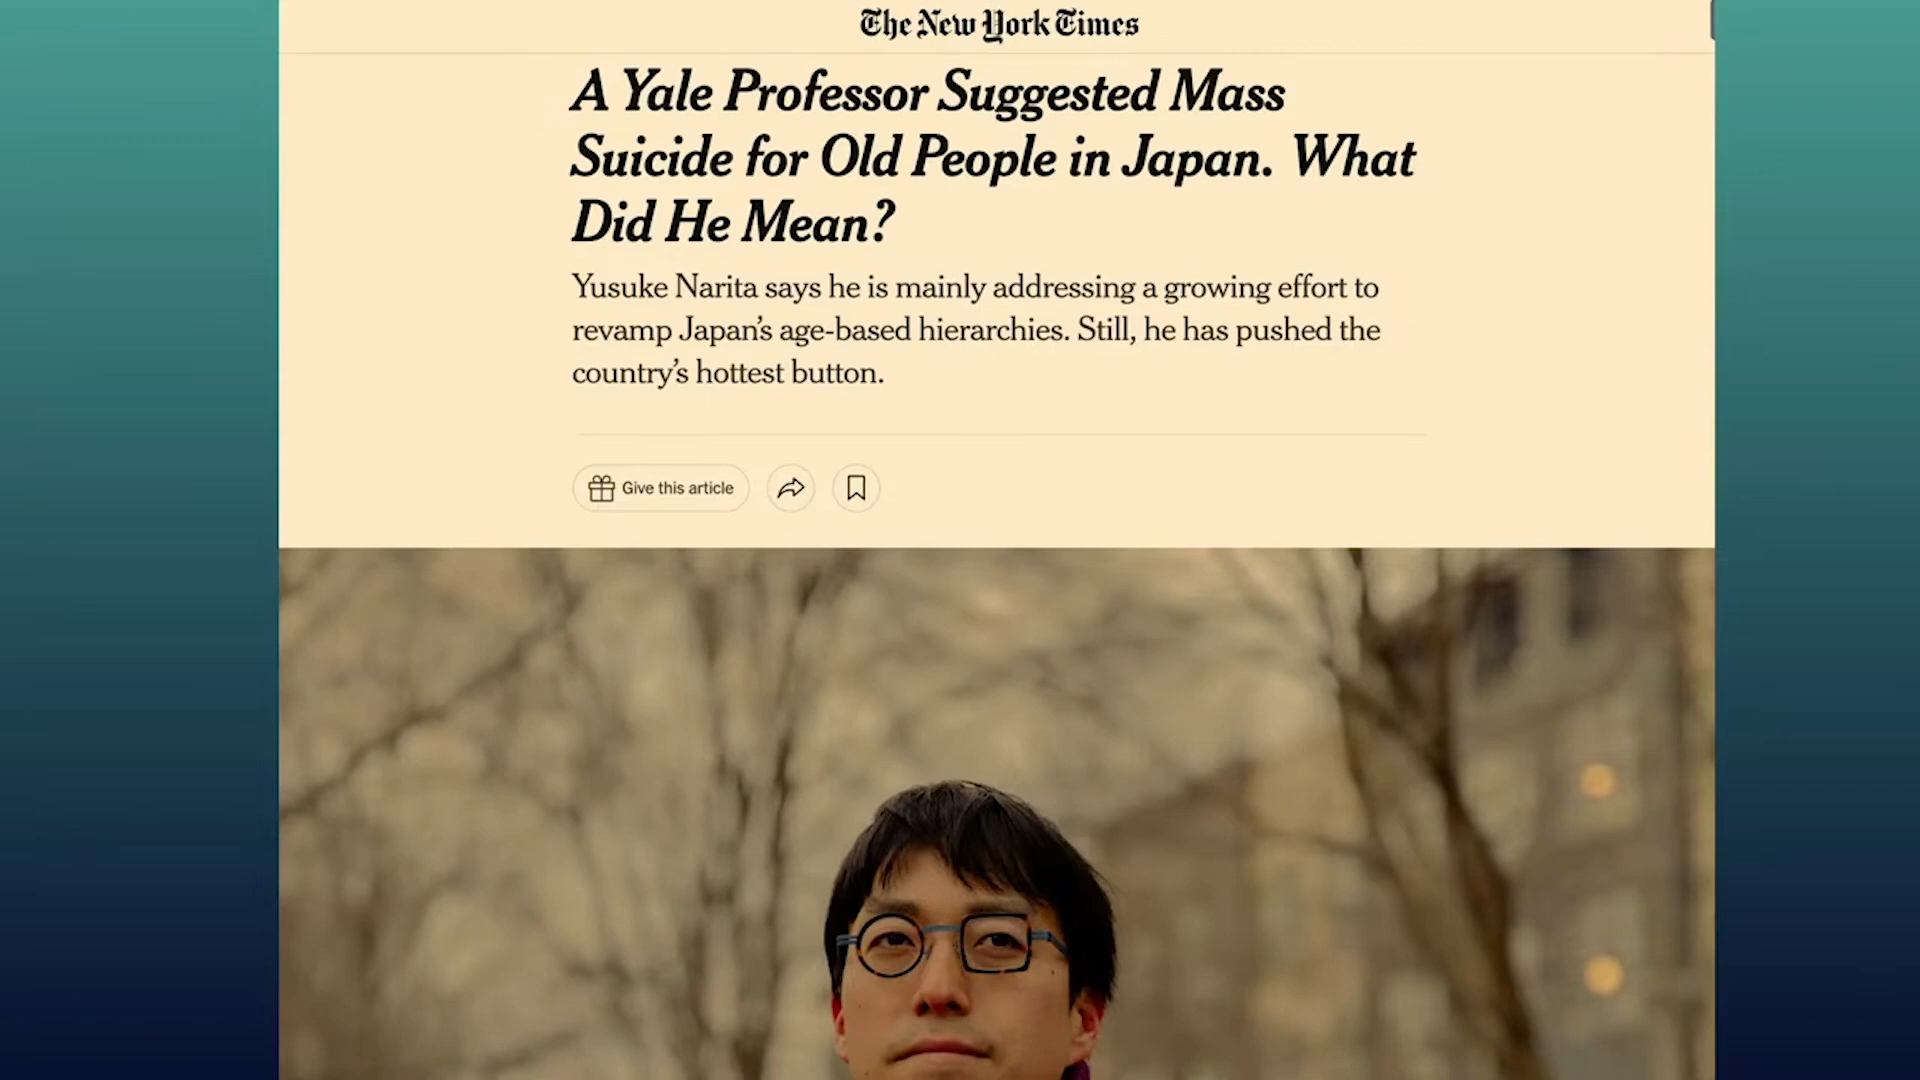 The New York Times
A Yale Professor Suggested Mass
Suicide for Old People in Japan. What
Did He Mean?
Yusuke Narita says he is mainly addressing a growing effort to
revamp Japan’s age-based hierarchies. Still, he has pushed the
country’s hottest button.
Give this article